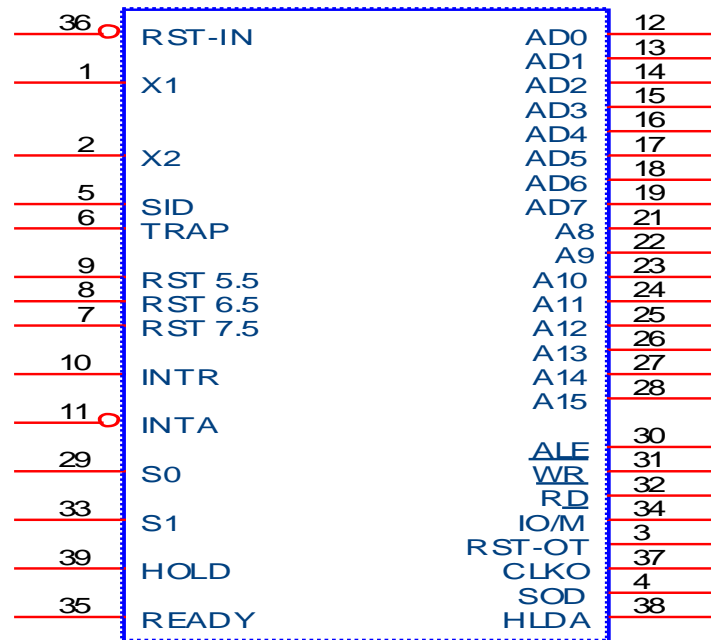 36 RST-IN AD0 12
AD1 13
1 X1 AD2 14
AD3 15
AD4 16
2 X2 AD5 17
AD6 18
5 SID AD7 19
6 TRAP A8 21
A9 22
9 RST 5.5 A10 23
8 RST 6.5 A11 24
7 RST 7.5 A12 25
A13 26
10 INTR A14 27
A15 28
11 INTA
ALE 30
29 S0 WR 31
RD 32
33 S1 IO/M 34
RST-OT 3
39 HOLD CLKO 37
SOD 4
35 READY HLDA 38